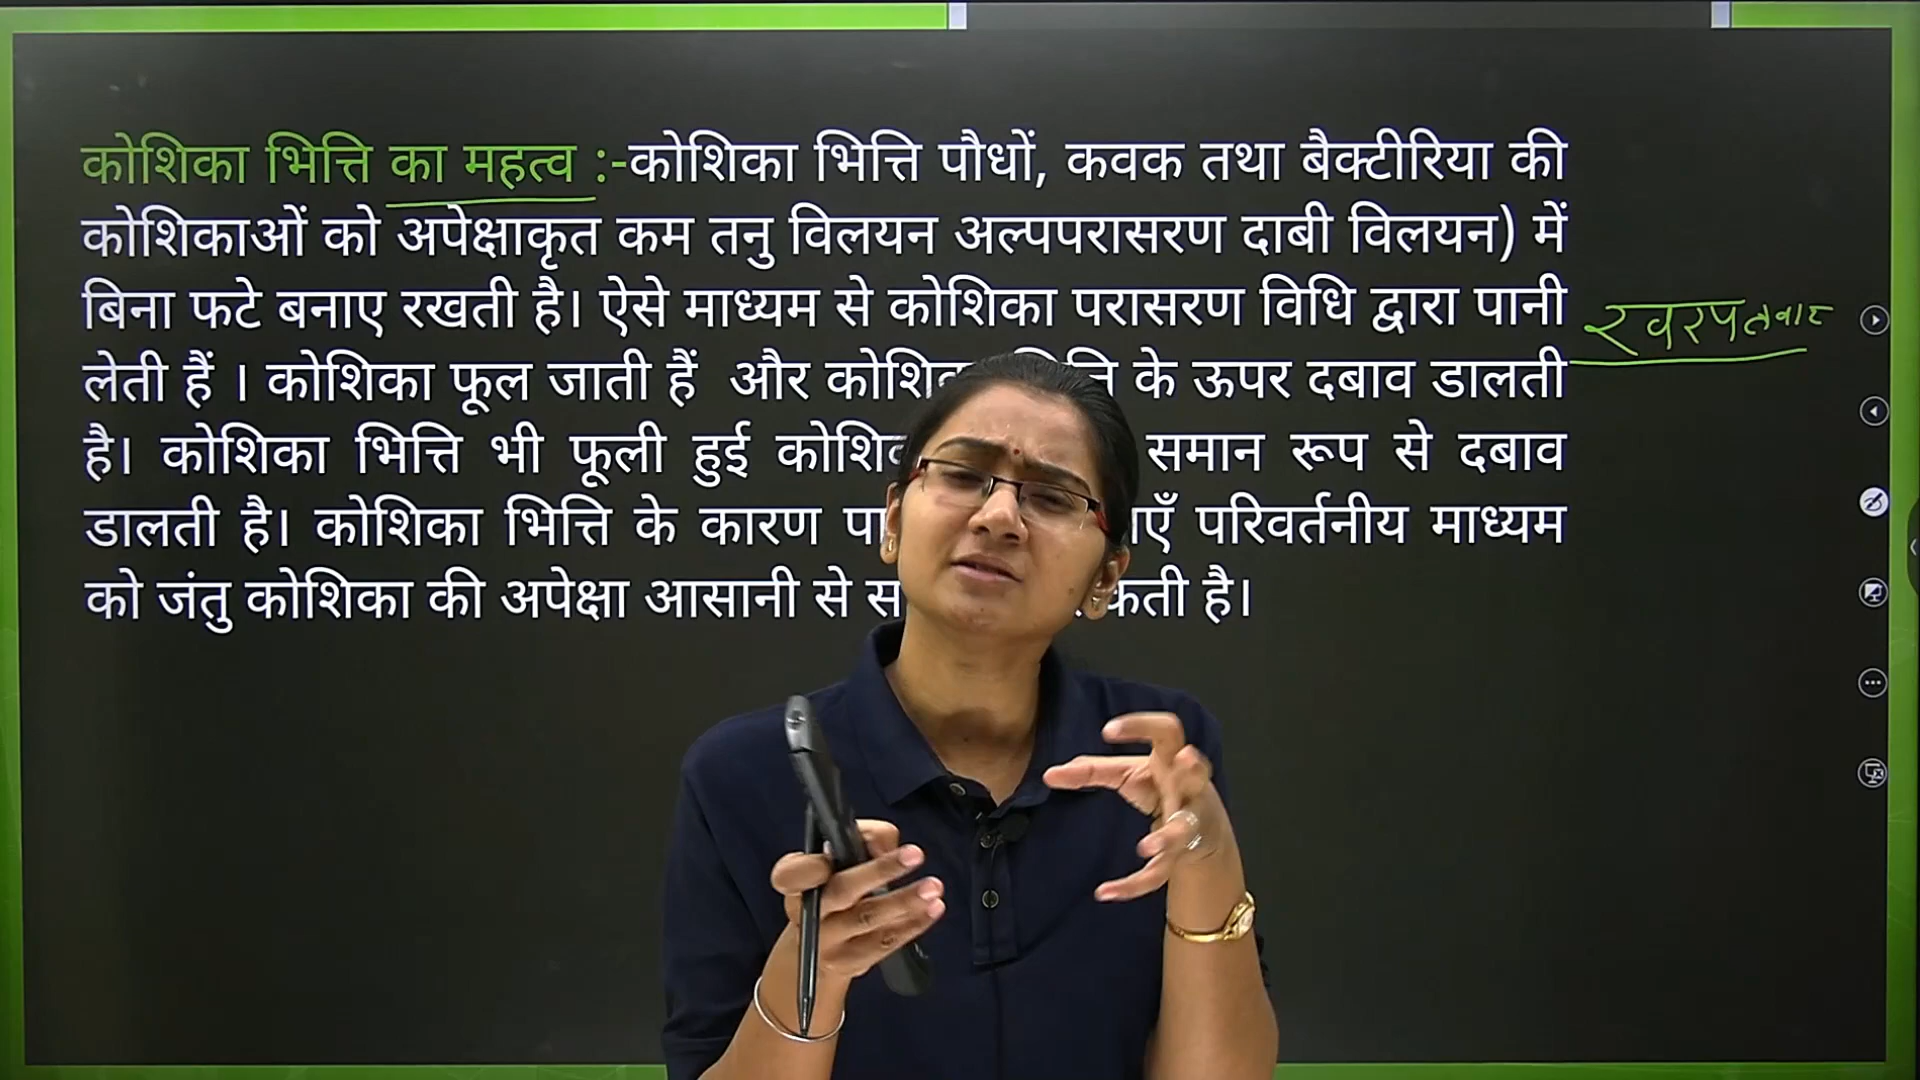 कोशिका भित्ति का महत्व :-कोशिका भित्ति पौधों, कवक तथा बैक्टीरिया की
कोशिकाओं को अपेक्षाकृत कम तनु विलयन अल्पपरासरण दाबी विलयन) में
बिना फटे बनाए रखती है। ऐसे माध्यम से कोशिका परासरण विधि द्वारा पानी
लेती हैं । कोशिका फूल जाती हैं और के ऊपर दबाव डालती
है। कोशिका भित्ति भी फूली हुई समान रूप से दबाव
डालती है। कोशिका भित्ति के कारण परिवर्तनीय माध्यम
को जंतु कोशिका की अपेक्षा आसानी से है।
खरपतवार